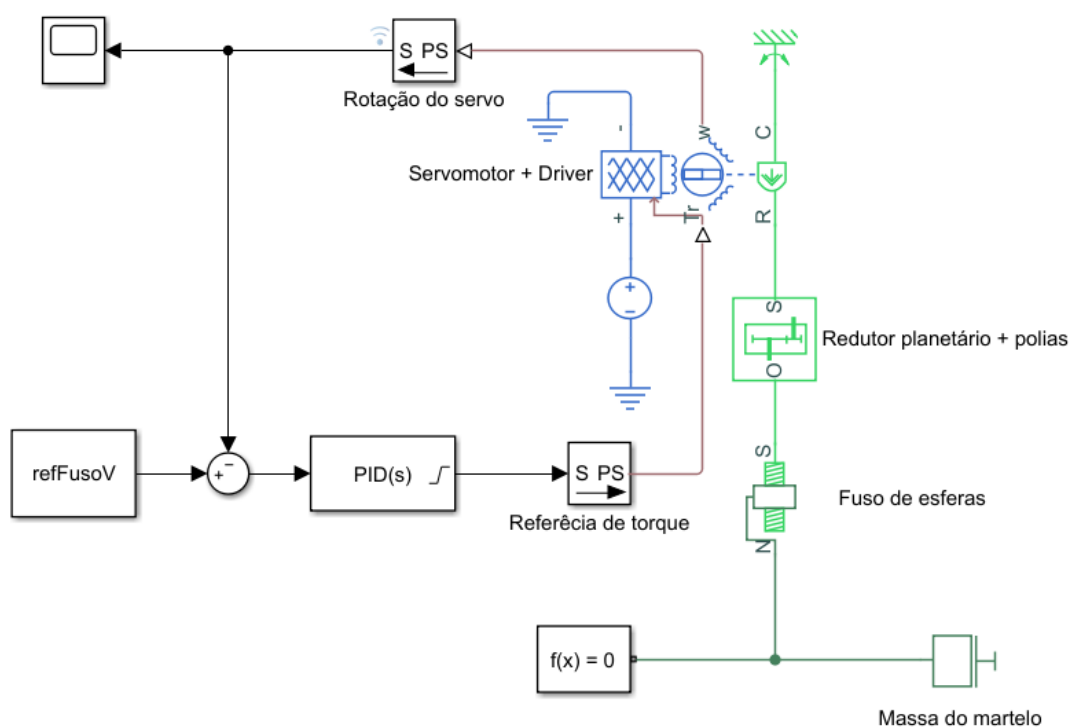 S PS
Rotação do servo
C
-
w
Servomotor + Driver
+
Tr
R
+
-
S
Redutor planetário + polias
O
refFusoV
+
-
PID(s)
S PS
Referêcia de torque
S
Fuso de esferas
N
f(x) = 0
Massa do martelo